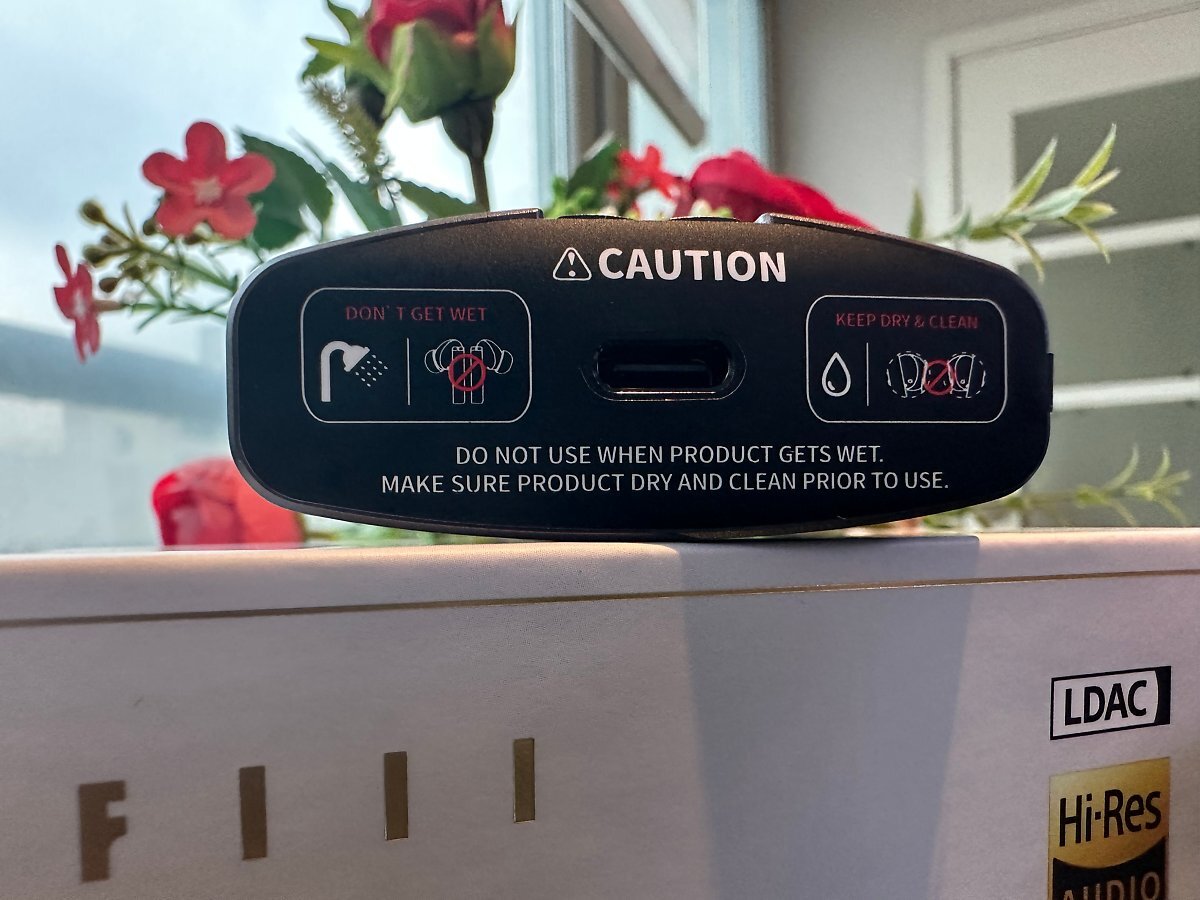 CAUTION
DON'T GET WET
KEEP DRY & CLEAN
DO NOT USE WHEN PRODUCT GETS WET.
MAKE SURE PRODUCT DRY AND CLEAN PRIOR TO USE.
LDAC
FIII
Hi-Res
AUDIO